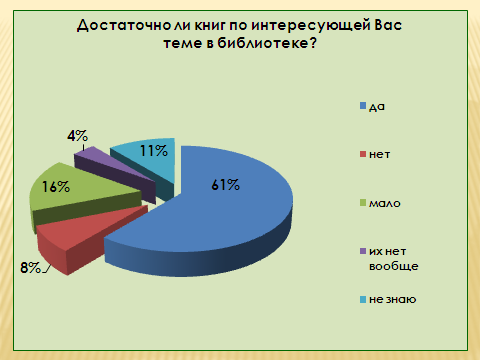 Достаточно ли книг по интересующей Вас
теме в библиотеке?
4%
11%
61%
16%
8%
да
нет
мало
их нет
вообще
не знаю